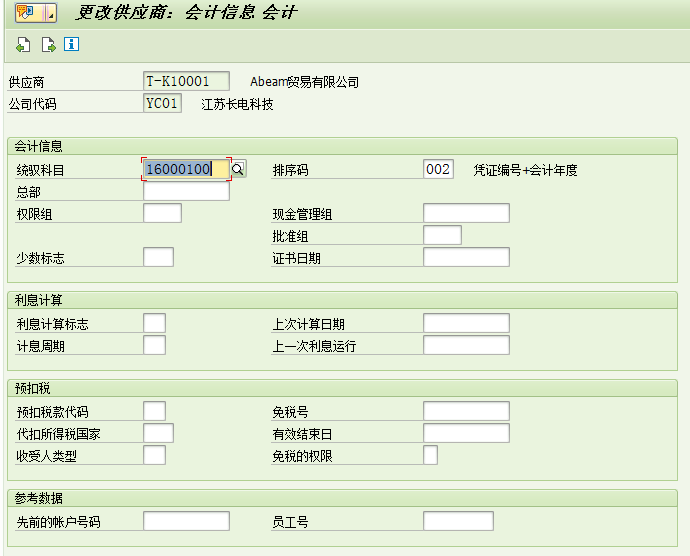 更改供应商：会计信息 会计
供应商 T-K10001 Abeam贸易有限公司
公司代码 YC01 江苏长电科技
会计信息
统驭科目 16000100 排序码 002 凭证编号+会计年度
总部
权限组 现金管理组
批准组
少数标志 证书日期
利息计算
利息计算标志 上次计算日期
计息周期 上一次利息运行
预扣税
预扣税款代码 免税号
代扣所得税国家 有效结束日
收受人类型 免税的权限
参考数据
先前的帐户号码 员工号